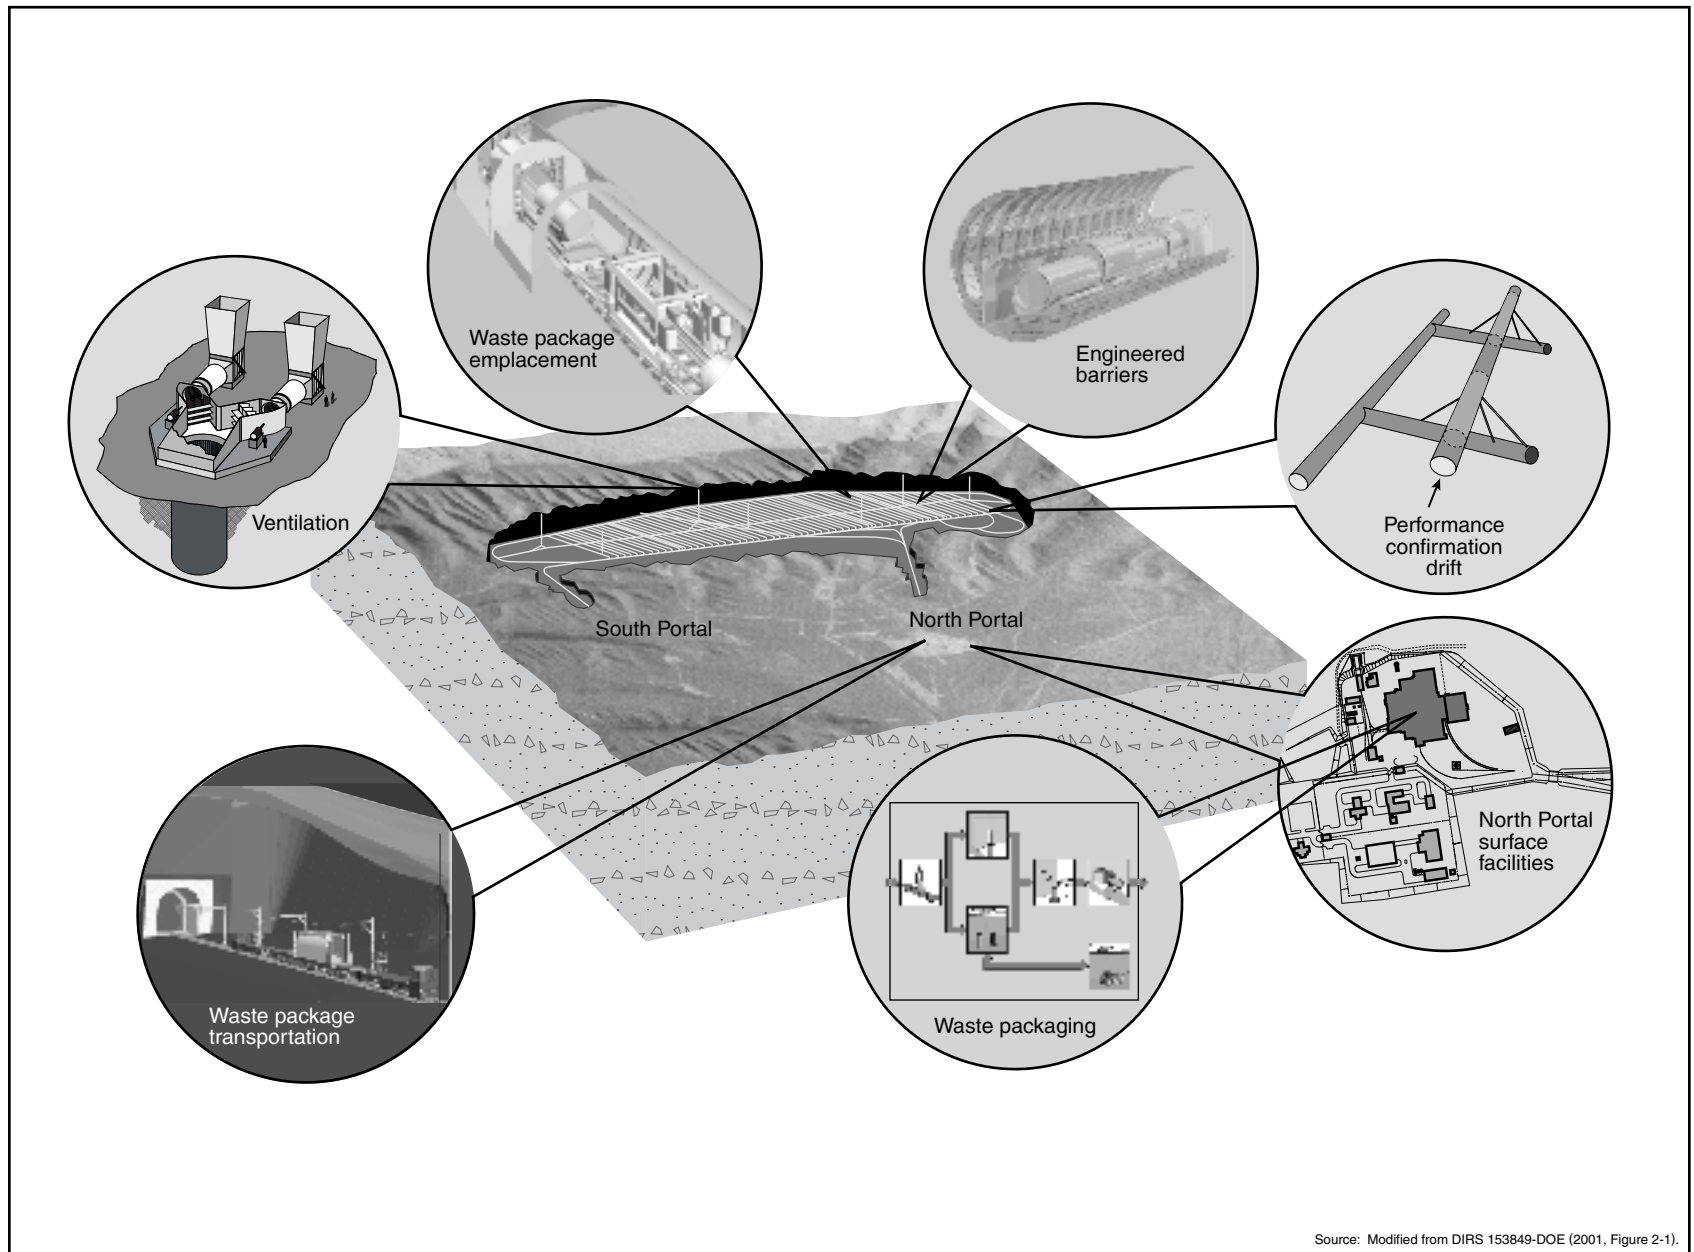 Waste package
emplacement
Engineered
barriers
Ventilation
Performance
confirmation
drift
South Portal
North Portal
North Portal
surface
facilities
Waste package
transportation
Waste packaging
Source:  Modified from DIRS 153849-DOE (2001, Figure 2-1).